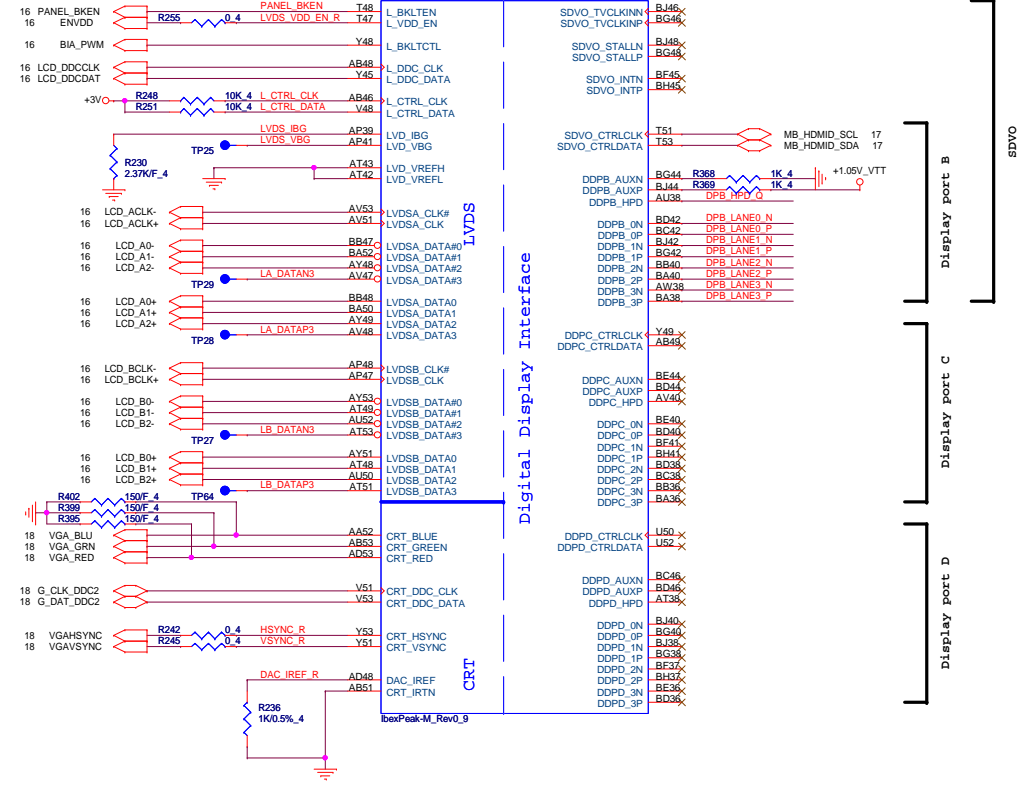 16 PANEL_BKEN PANEL_BKEN T48 L_BKLTEN
16 ENVDD R255 0_4 LVDS_VDD_EN_R T47 L_VDD_EN
16 BIA_PWM Y48 L_BKLTCTL
16 LCD_DDCCLK AB48 L_DDC_CLK
16 LCD_DDCDAT Y45 L_DDC_DATA
+3V R248 10K_4 L_CTRL_CLK AB46 L_CTRL_CLK
R251 10K_4 L_CTRL_DATA V48 L_CTRL_DATA
LVDS_IBG AP39 LVD_IBG
TP25 LVDS_VBG AP41 LVD_VBG
R230
2.37K/F_4
AT43 LVD_VREFH
AT42 LVD_VREFL
16 LCD_ACLK- AV53 LVDSA_CLK#
16 LCD_ACLK+ AV51 LVDSA_CLK
16 LCD_A0- BB47 LVDSA_DATA#0
16 LCD_A1- BA52 LVDSA_DATA#1
16 LCD_A2- AY48 LVDSA_DATA#2
TP29 LA_DATAN3 AV47 LVDSA_DATA#3
16 LCD_A0+ BB48 LVDSA_DATA0
16 LCD_A1+ BA50 LVDSA_DATA1
16 LCD_A2+ AY49 LVDSA_DATA2
TP28 LA_DATAP3 AV48 LVDSA_DATA3
16 LCD_BCLK- AP48 LVDSB_CLK#
16 LCD_BCLK+ AP47 LVDSB_CLK
16 LCD_B0- AY53 LVDSB_DATA#0
16 LCD_B1- AT49 LVDSB_DATA#1
16 LCD_B2- AU52 LVDSB_DATA#2
TP27 LB_DATAN3 AT53 LVDSB_DATA#3
16 LCD_B0+ AY51 LVDSB_DATA0
16 LCD_B1+ AT48 LVDSB_DATA1
16 LCD_B2+ AU50 LVDSB_DATA2
TP64 LB_DATAP3 AT51 LVDSB_DATA3
R402 150/F_4
R399 150/F_4
R395 150/F_4
18 VGA_BLU AA52 CRT_BLUE
18 VGA_GRN AB53 CRT_GREEN
18 VGA_RED AD53 CRT_RED
18 G_CLK_DDC2 V51 CRT_DDC_CLK
18 G_DAT_DDC2 V53 CRT_DDC_DATA
18 VGAHSYNC R242 0_4 HSYNC_R Y53 CRT_HSYNC
18 VGAVSYNC R245 0_4 VSYNC_R Y51 CRT_VSYNC
DAC_IREF_R AD48 DAC_IREF
AB51 CRT_IRTN
R236
1K/0.5%_4
IbexPeak-M_Rev0_9
LVDS
CRT
Digital Display Interface
SDVO_TVCLKINN BJ46
SDVO_TVCLKINP BG46
SDVO_STALLN BJ48
SDVO_STALLP BG48
SDVO_INTN BF45
SDVO_INTP BH45
SDVO_CTRLCLK T51 MB_HDMID_SCL 17
SDVO_CTRLDATA T53 MB_HDMID_SDA 17
DDPB_AUXN BG44 R368 1K_4
+1.05V_VTT
DDPB_AUXP BJ44 R369 1K_4
DDPB_HPD AU38 DPB_HPD_Q
DDPB_0N BD42 DPB_LANE0_N
DDPB_0P BC42 DPB_LANE0_P
DDPB_1N BJ42 DPB_LANE1_N
DDPB_1P BG42 DPB_LANE1_P
DDPB_2N BB40 DPB_LANE2_N
DDPB_2P BA40 DPB_LANE2_P
DDPB_3N AW38 DPB_LANE3_N
DDPB_3P BA38 DPB_LANE3_P
DDPC_CTRLCLK Y49
DDPC_CTRLDATA AB49
DDPC_AUXN BE44
DDPC_AUXP BD44
DDPC_HPD AV40
DDPC_0N BE40
DDPC_0P BD40
DDPC_1N BF41
DDPC_1P BH41
DDPC_2N BD38
DDPC_2P BC38
DDPC_3N BB36
DDPC_3P BA36
DDPD_CTRLCLK U50
DDPD_CTRLDATA U52
DDPD_AUXN BC46
DDPD_AUXP BD46
DDPD_HPD AT38
DDPD_0N BJ40
DDPD_0P BG40
DDPD_1N BJ38
DDPD_1P BG38
DDPD_2N BF37
DDPD_2P BH37
DDPD_3N BE36
DDPD_3P BD36
Display port B
Display port C
Display port D
SDVO